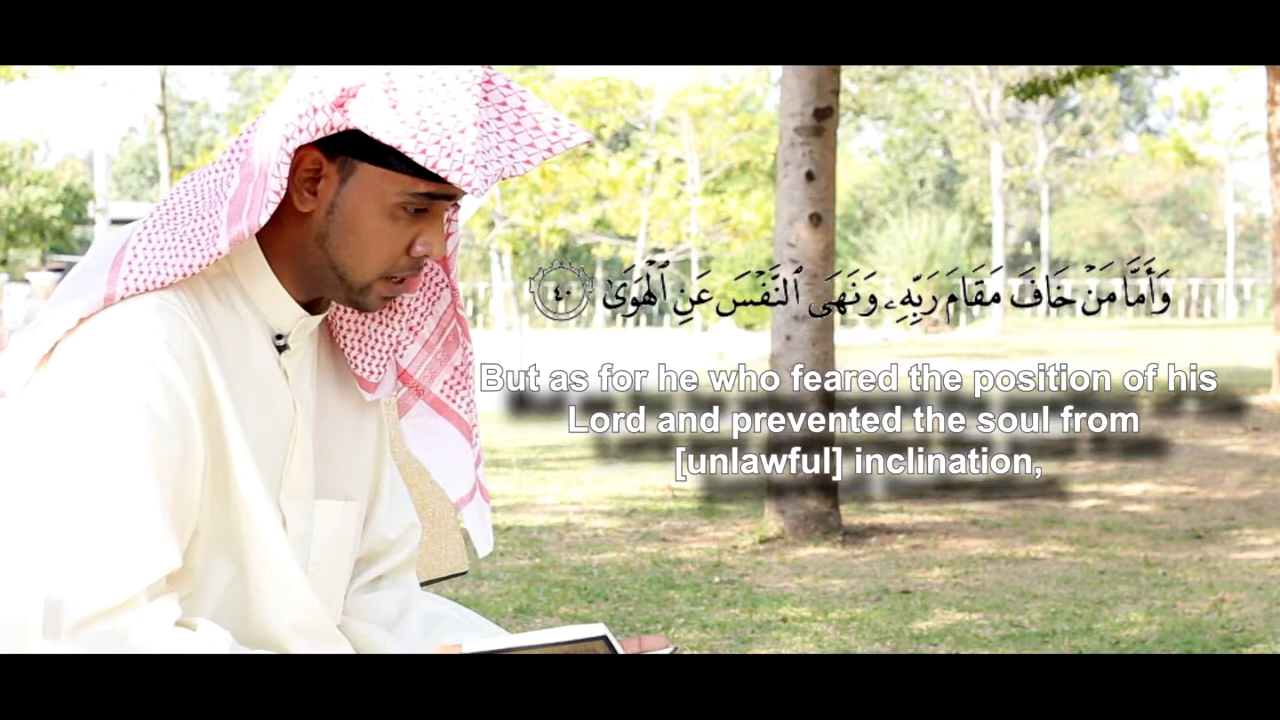 وَأَمَّا مَنْ خَافَ مَقَامَ رَبِّهِۦ وَنَهَى ٱلنَّفْسَ عَنِ ٱلْهَوَىٰ ٤٠
But as for he who feared the position of his
Lord and prevented the soul from
[unlawful] inclination,